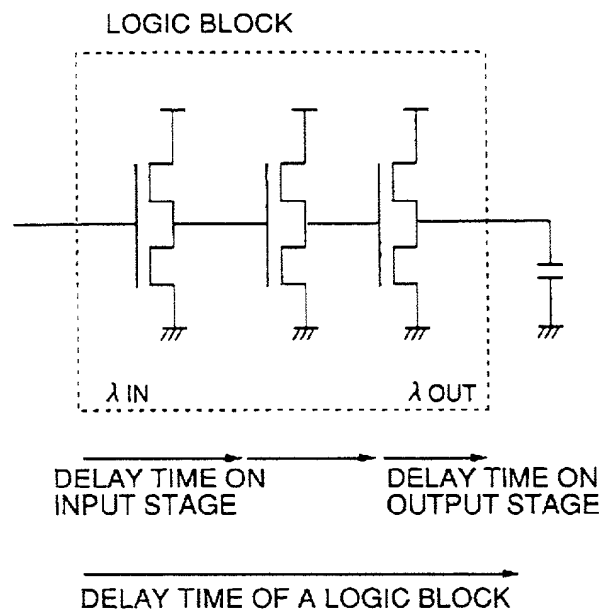 LOGIC BLOCK
λ IN
λ OUT
DELAY TIME ON
INPUT STAGE
DELAY TIME ON
OUTPUT STAGE
DELAY TIME OF A LOGIC BLOCK